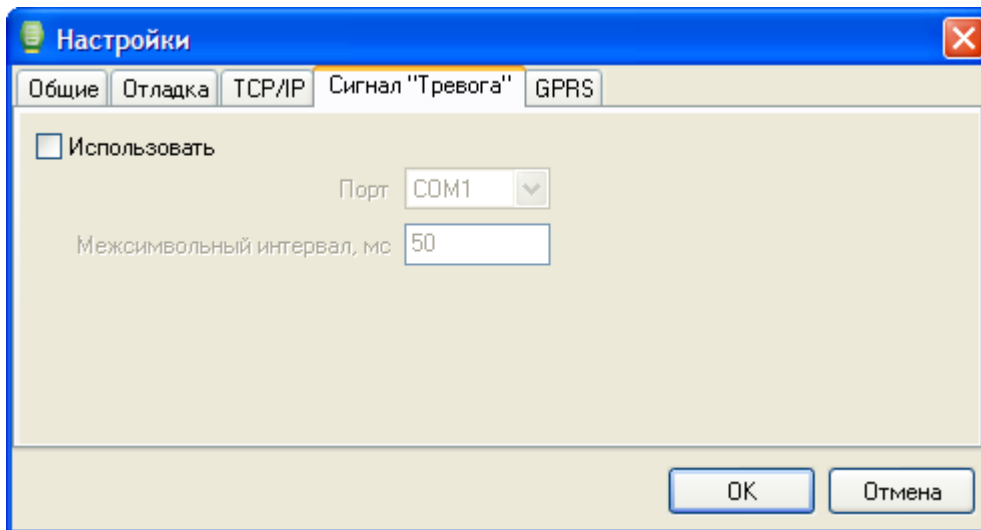 Настройки
Общие Отладка TCP/IP Сигнал "Тревога" GPRS
Использовать
Порт COM1
Межсимвольный интервал, мс 50
OK Отмена